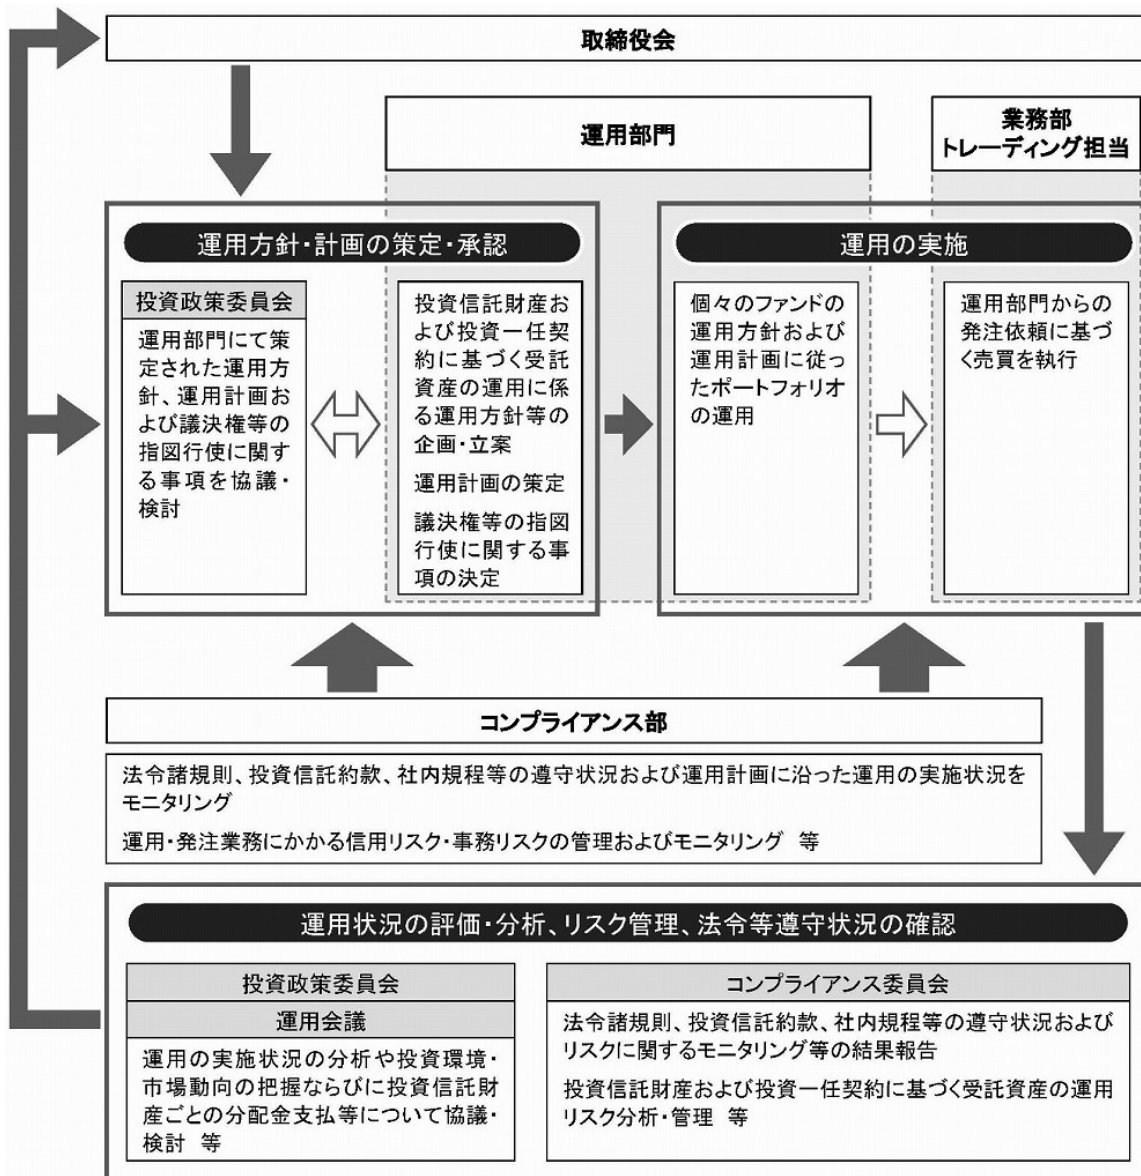 取締役会
運用部門
業務部
トレーディング担当
運用方針・計画の策定・承認
投資政策委員会
運用部門にて策
定された運用方
針、運用計画お
よび議決権等の
指図行使に関す
る事項を協議・
検討
投資信託財産お
よび投資一任契
約に基づく受託
資産の運用に係
る運用方針等の
企画・立案
運用計画の策定
議決権等の指図
行使に関する事
項の決定
運用の実施
個々のファンドの
運用方針および
運用計画に従っ
たポートフォリオ
の運用
運用部門からの
発注依頼に基づ
く売買を執行
コンプライアンス部
法令諸規則、投資信託約款、社内規程等の遵守状況および運用計画に沿った運用の実施状況を
モニタリング
運用・発注業務にかかる信用リスク・事務リスクの管理およびモニタリング 等
運用状況の評価・分析、リスク管理、法令等遵守状況の確認
投資政策委員会
運用会議
運用の実施状況の分析や投資環境・
市場動向の把握ならびに投資信託財
産ごとの分配金支払等について協議・
検討 等
コンプライアンス委員会
法令諸規則、投資信託約款、社内規程等の遵守状況および
リスクに関するモニタリング等の結果報告
投資信託財産および投資一任契約に基づく受託資産の運用
リスク分析・管理 等